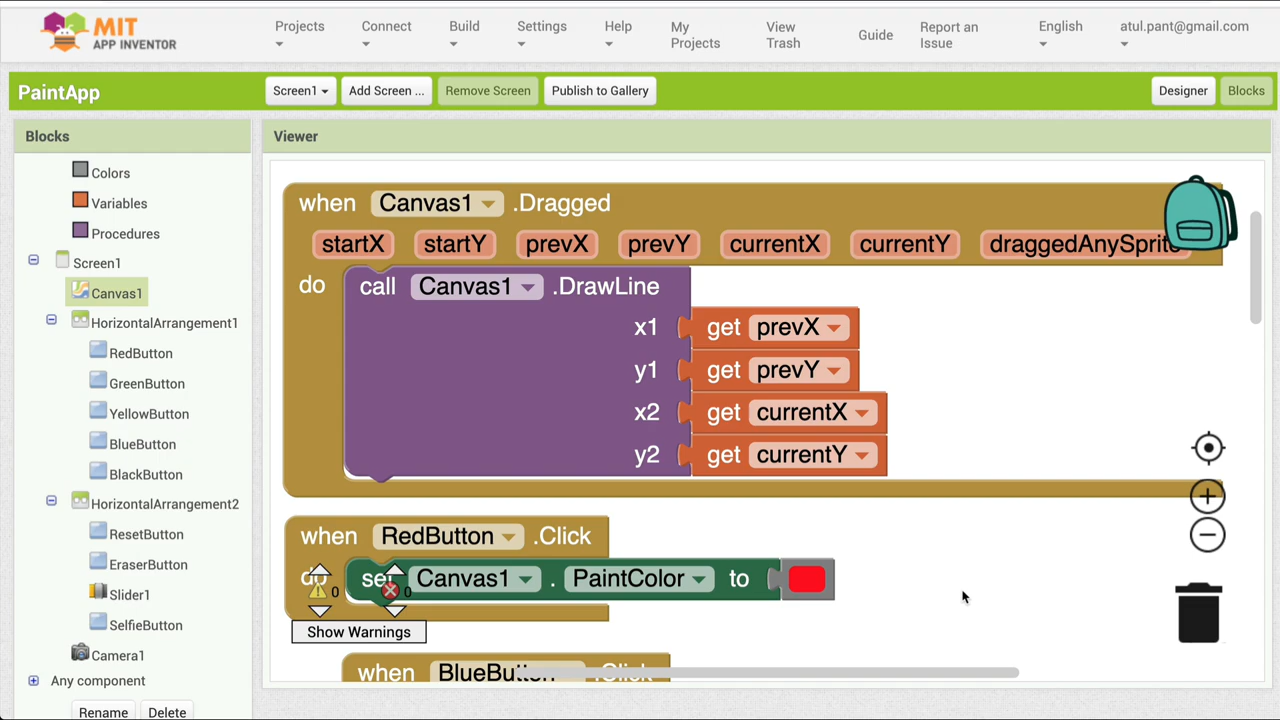 MIT
APP INVENTOR
Projects
Connect
Build
Settings
Help
My
Projects
View
Trash
Guide
Report an
Issue
English
atul.pant@gmail.com
PaintApp
Screen1
Add Screen ...
Remove Screen
Publish to Gallery
Designer
Blocks
Blocks
Viewer
Colors
Variables
Procedures
Screen1
Canvas1
HorizontalArrangement1
RedButton
GreenButton
YellowButton
BlueButton
BlackButton
HorizontalArrangement2
ResetButton
EraserButton
Slider1
SelfieButton
Camera1
Any component
Rename
Delete
when Canvas1 .Dragged
startX startY prevX prevY currentX currentY draggedAnySprite
do call Canvas1 .DrawLine
x1 get prevX
y1 get prevY
x2 get currentX
y2 get currentY
when RedButton .Click
do set Canvas1 . PaintColor to
0 0
Show Warnings
when BlueButton .Click